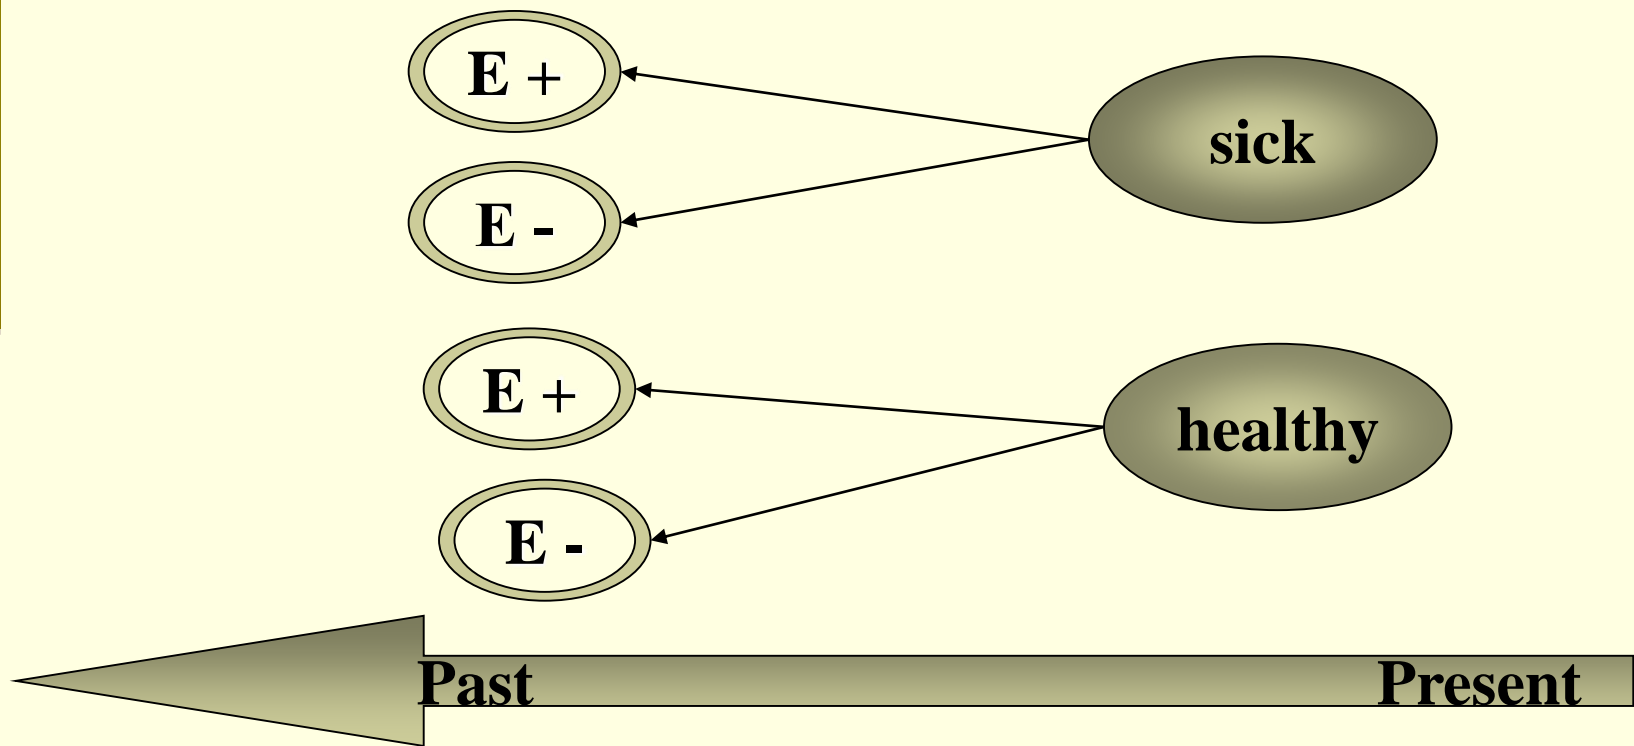 E +
sick
E -
E +
healthy
E -
Past
Present